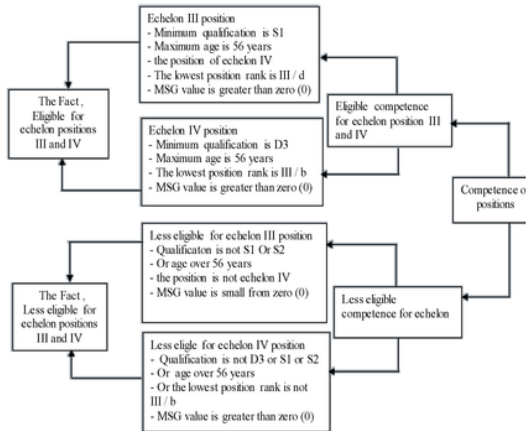 Echelon III position
- Minimum qualification is S1
- Maximum age is 56 years
- the position of echelon IV
- The lowest position rank is III / d
- MSG value is greater than zero (0)
The Fact ,
Eligible for
echelon positions
III and IV
Echelon IV position
- Minimum qualification is D3
- Maximum age is 56 years
- The lowest position rank is III / b
- MSG value is greater than zero (0)
Eligible competence
for echelon position III
and IV
Competence o
positions
Less eligible for echelon III position
- Qualificaton is not S1 Or S2
- Or age over 56 years
- the position is not echelon IV
- MSG value is small from zero (0)
The Fact ,
Less eligible for
echelon positions
III and IV
Less eligible
competence for echelon
Less eligle for echelon IV position
- Qualification is not D3 or S1 or S2
- Or age over 56 years
- Or the lowest position rank is not
III / b
- MSG value is greater than zero (0)